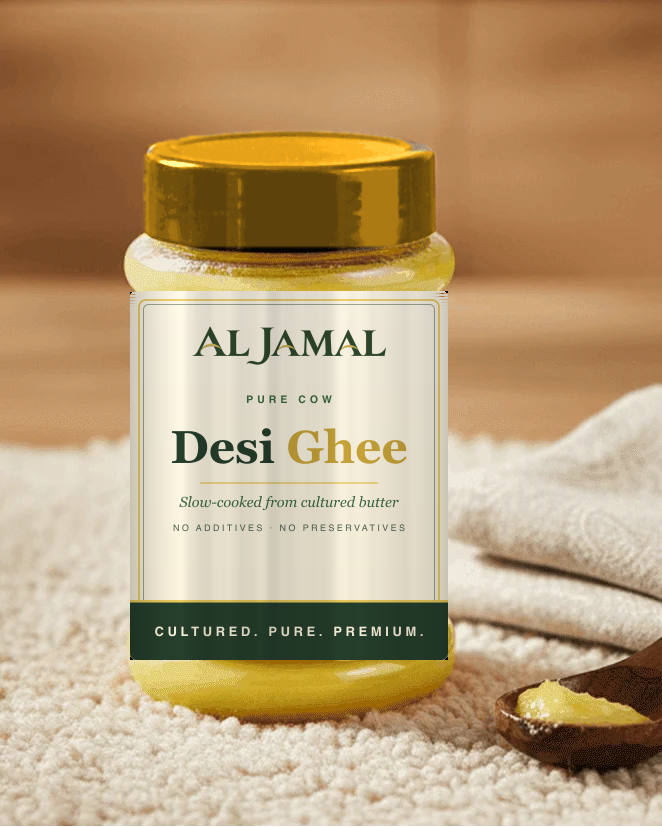 AL JAMAL
PURE COW
Desi Ghee
Slow-cooked from cultured butter
NO ADDITIVES · NO PRESERVATIVES
CULTURED. PURE. PREMIUM.